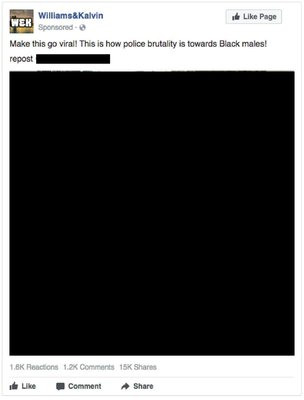 W&K
Williams&Kalvin
Sponsored ·
Like Page
Make this go viral! This is how police brutality is towards Black males!
repost
1.6K Reactions 1.2K Comments 15K Shares
Like Comment Share